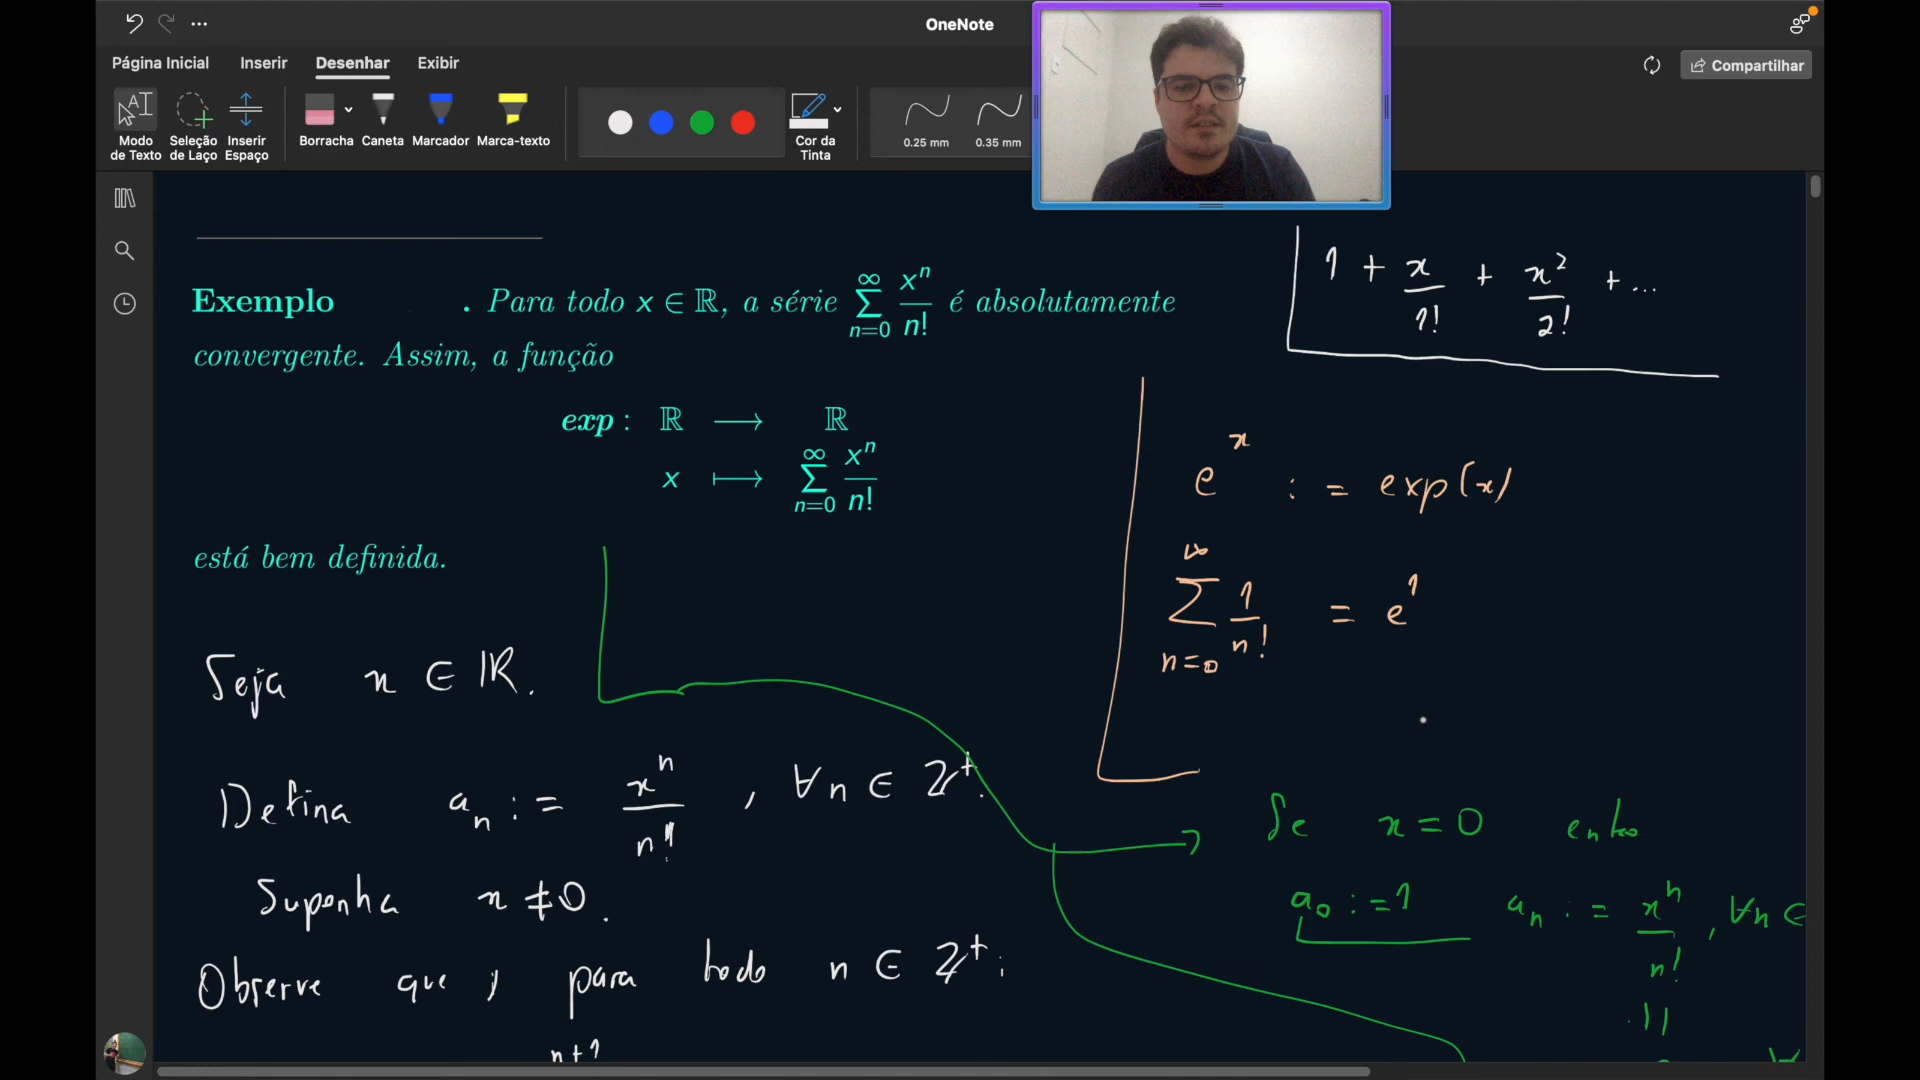 OneNote
Página Inicial Inserir Desenhar Exibir
Compartilhar
Modo de Texto
Seleção de Laço
Inserir Espaço
Borracha
Caneta
Marcador
Marca-texto
Cor da Tinta
0.25 mm
0.35 mm
1 + x/1! + x²/2! + ...
Exemplo . Para todo x ∈ ℝ, a série ∑_{n=0}^{∞} xⁿ/n! é absolutamente
convergente. Assim, a função
exp : ℝ ⟶ ℝ
x ⟼ ∑_{n=0}^{∞} xⁿ/n!
está bem definida.
eˣ := exp(x)
∑_{n=0}^{∞} 1/n! = e¹
Seja x ∈ ℝ.
Defina aₙ := xⁿ/n! , ∀n ∈ ℤ⁺.
Suponha x ≠ 0.
Observe que, para todo n ∈ ℤ⁺:
n+1
Se x = 0 então
a₀ := 1 aₙ := xⁿ/n! , ∀n ∈